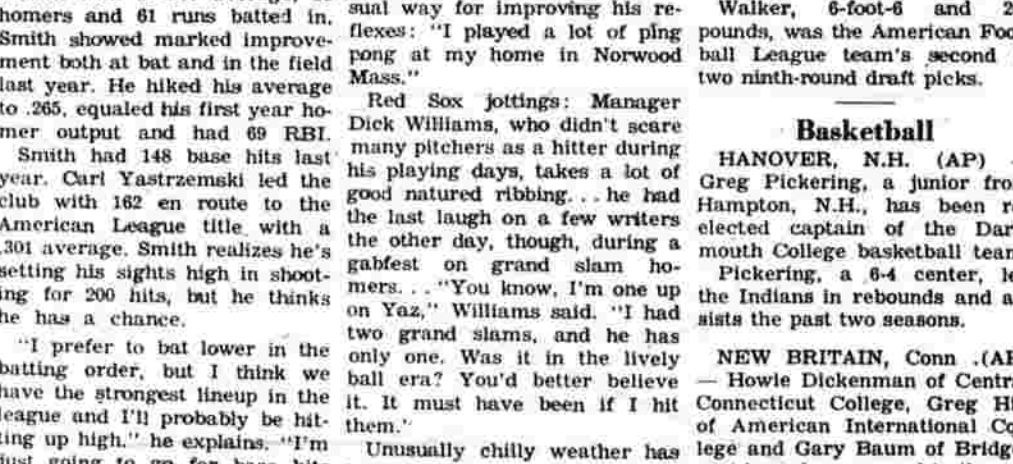 homers and 61 runs batted in.
Smith showed marked improve-
ment both at bat and in the field
last year. He hiked his average
to .265, equaled his first year ho-
mer output and had 69 RBI.
Smith had 148 base hits last
year. Carl Yastrzemski led the
club with 162 en route to the
American League title with a
.301 average. Smith realizes he's
setting his sights high in shoot-
ing for 200 hits, but he thinks
he has a chance.
"I prefer to bat lower in the
batting order, but I think we
have the strongest lineup in the
league and I'll probably be hit-
ting up high," he explains. "I'm
just going to go for base hits
sual way for improving his re-
flexes: "I played a lot of ping
pong at my home in Norwood
Mass."
Red Sox jottings: Manager
Dick Williams, who didn't scare
many pitchers as a hitter during
his playing days, takes a lot of
good natured ribbing. . . he had
the last laugh on a few writers
the other day, though, during a
gabfest on grand slam ho-
mers. . . "You know, I'm one up
on Yaz," Williams said. "I had
two grand slams, and he has
only one. Was it in the lively
ball era? You'd better believe
it. It must have been if I hit
them.'
Unusually chilly weather has
Walker, 6-foot-6 and 2
pounds, was the American Foo
ball League team's second
two ninth-round draft picks.
Basketball
HANOVER, N.H. (AP) -
Greg Pickering, a junior fro
Hampton, N.H., has been r
elected captain of the Dar
mouth College basketball tea
Pickering, a 6-4 center, le
the Indians in rebounds and a
sists the past two seasons.
NEW BRITAIN, Conn .(AP
— Howie Dickenman of Centr
Connecticut College, Greg Hi
of American International Co
lege and Gary Baum of Bridg